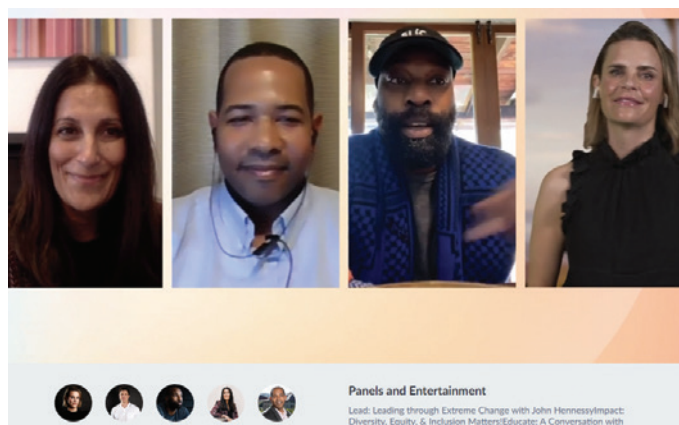 Panels and Entertainment
Lead: Leading through Extreme Change with John HennessyImpact:
Diversity, Equity, & Inclusion Matters!Educate: A Conversation with